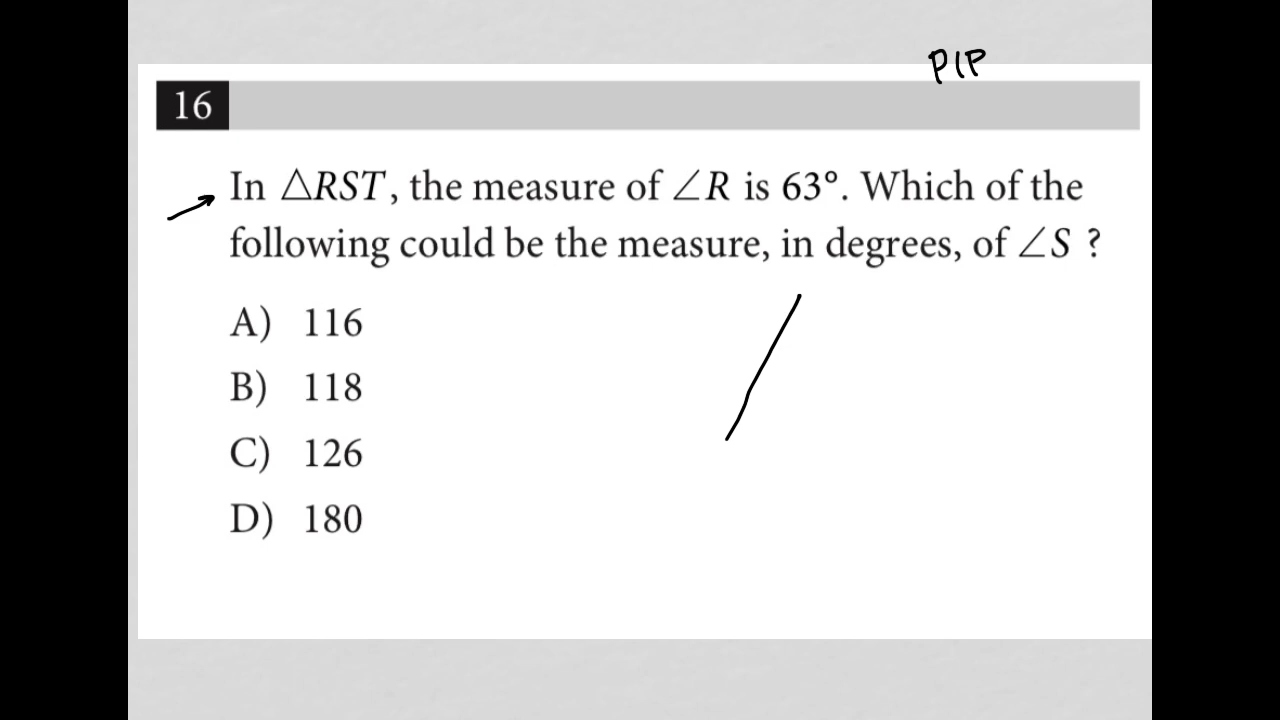 PIP
16
In △RST, the measure of ∠R is 63°. Which of the
following could be the measure, in degrees, of ∠S ?
A) 116
B) 118
C) 126
D) 180